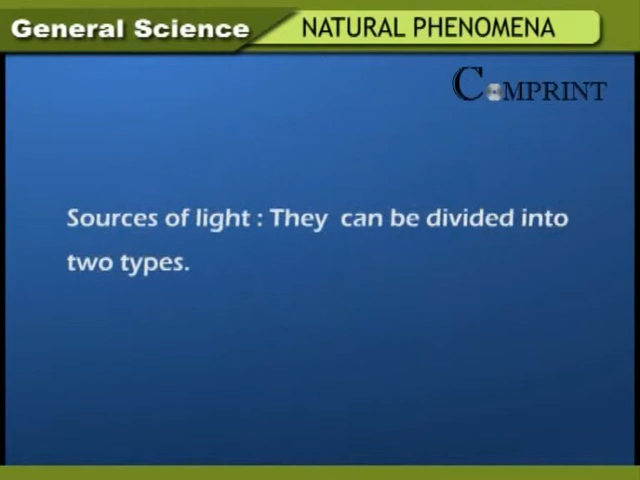 General Science
NATURAL PHENOMENA
COMPRINT
Sources of light : They can be divided into
two types.